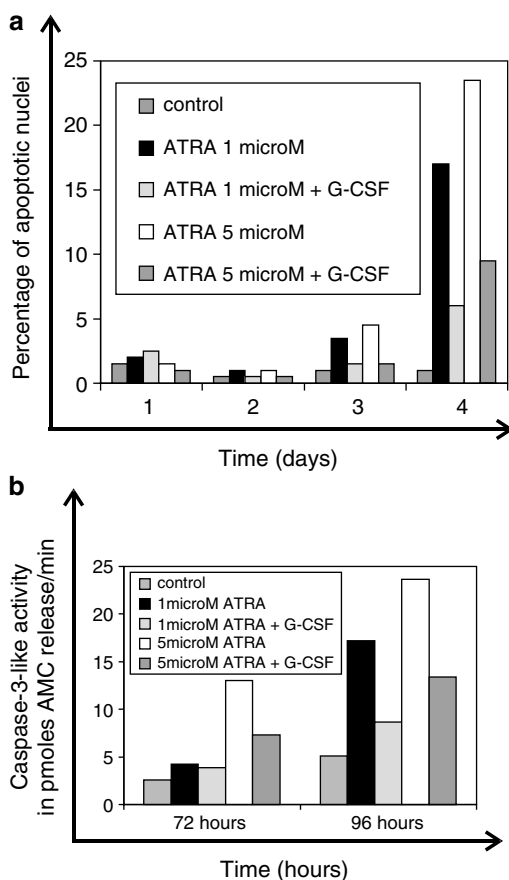 a
Percentage of apoptotic nuclei
25
20
15
10
5
0
control
ATRA 1 microM
ATRA 1 microM + G-CSF
ATRA 5 microM
ATRA 5 microM + G-CSF
1 2 3 4
Time (days)
b
Caspase-3-like activity
in pmoles AMC release/min
25
20
15
10
5
0
control
1microM ATRA
1microM ATRA + G-CSF
5microM ATRA
5microM ATRA + G-CSF
72 hours 96 hours
Time (hours)